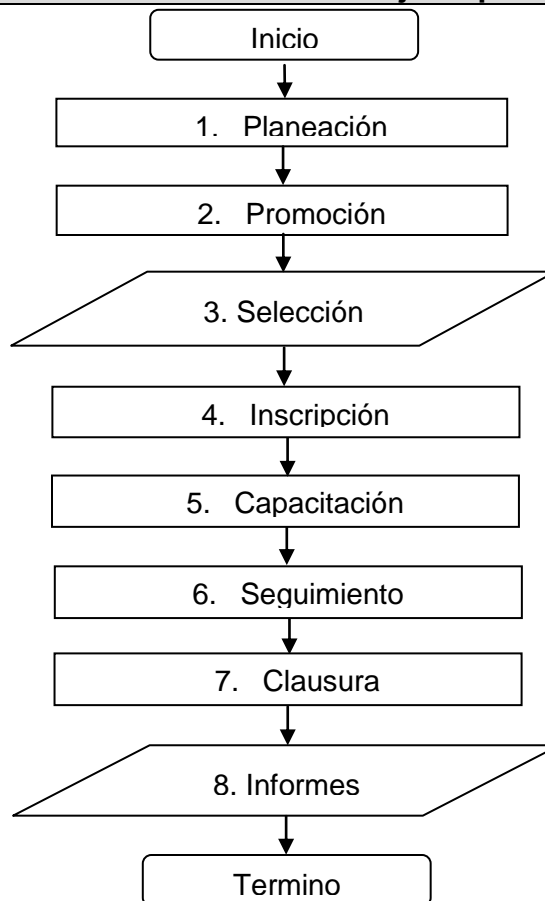 Inicio
1. Planeación
2. Promoción
3. Selección
4. Inscripción
5. Capacitación
6. Seguimiento
7. Clausura
8. Informes
Termino